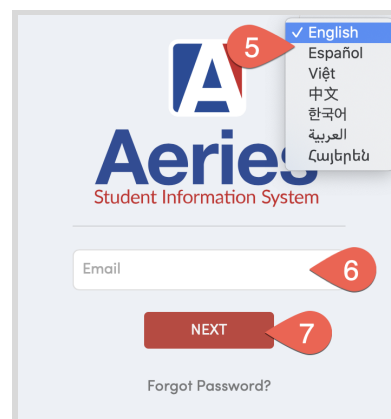 5
✓ English
Español
Việt
中文
한국어
العربية
Հայերեն
Aeries
Student Information System
Email
6
NEXT
7
Forgot Password?